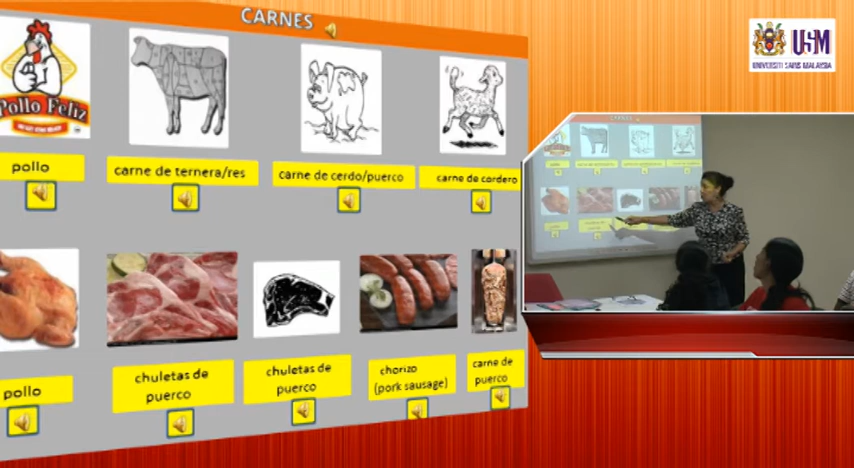 CARNES
USM
UNIVERSITI SAINS MALAYSIA
Pollo Feliz
pollo
carne de ternera/res
carne de cerdo/puerco
carne de cordero
pollo
chuletas de
puerco
chuletas de
puerco
chorizo
(pork sausage)
carne de
puerco